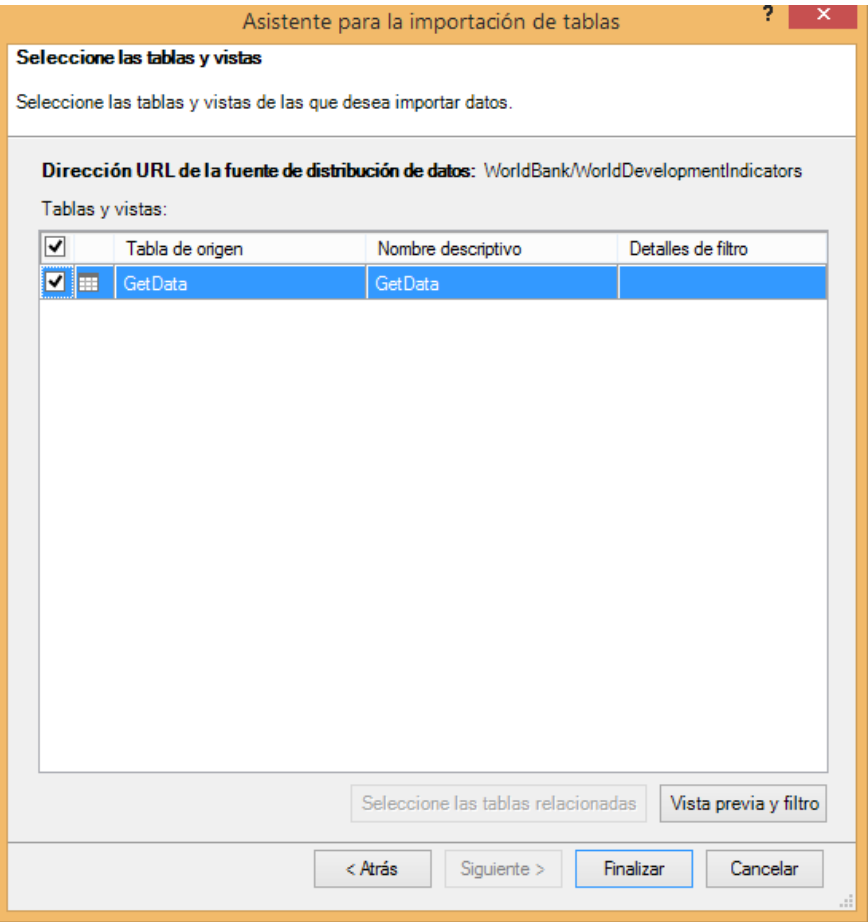 Asistente para la importación de tablas
?
Seleccione las tablas y vistas
Seleccione las tablas y vistas de las que desea importar datos.
Dirección URL de la fuente de distribución de datos: WorldBank/WorldDevelopmentIndicators
Tablas y vistas:
Tabla de origen Nombre descriptivo Detalles de filtro
GetData GetData
Seleccione las tablas relacionadas Vista previa y filtro
< Atrás Siguiente > Finalizar Cancelar